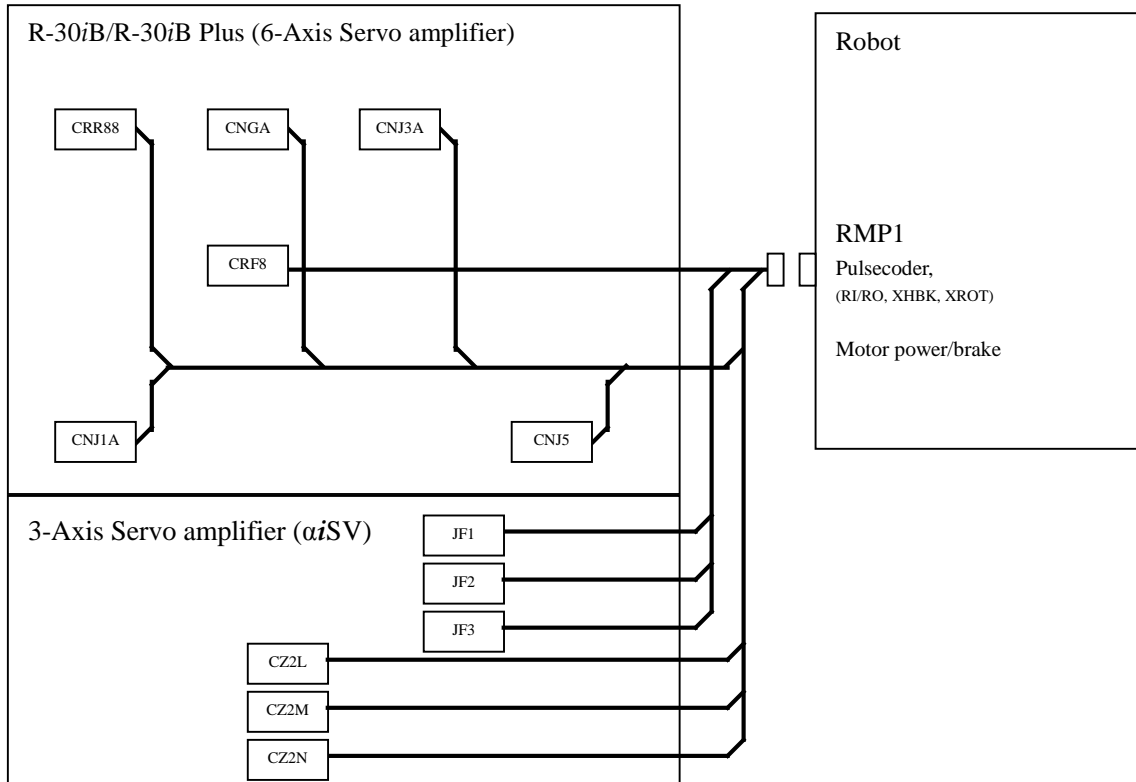 R-30iB/R-30iB Plus (6-Axis Servo amplifier)
Robot
CRR88
CNGA
CNJ3A
CRF8
RMP1
Pulsecoder,
(RI/RO, XHBK, XROT)
Motor power/brake
CNJ1A
CNJ5
3-Axis Servo amplifier (αiSV)
JF1
JF2
JF3
CZ2L
CZ2M
CZ2N